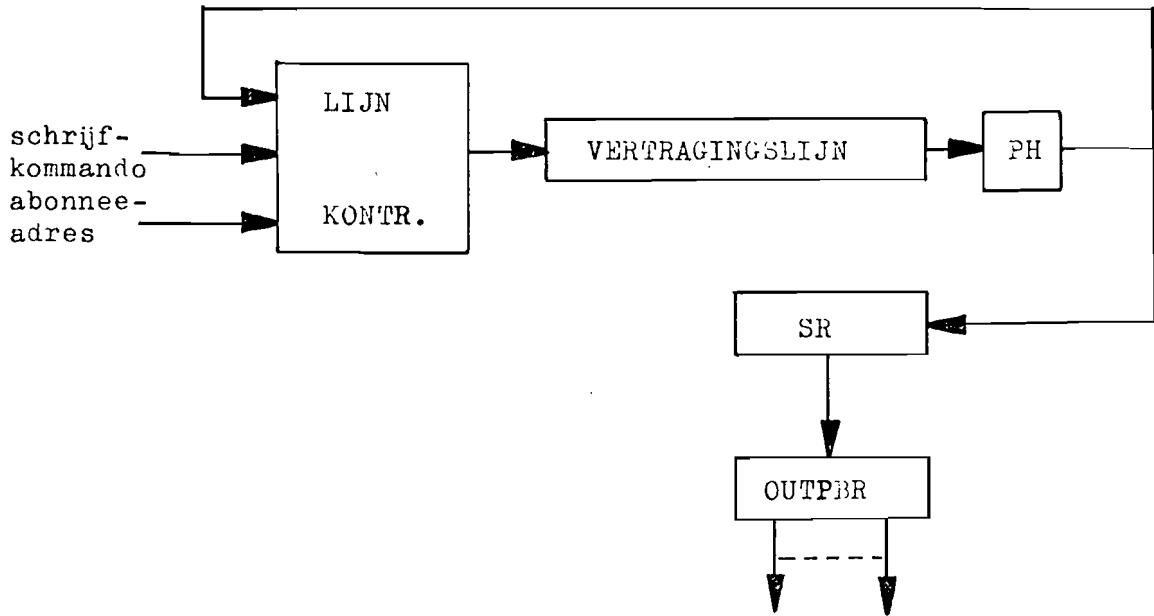 LIJN
KONTR.
schrijf-
kommando
abonnee-
adres
VERTRAGINGSLIJN
PH
SR
OUTPBR